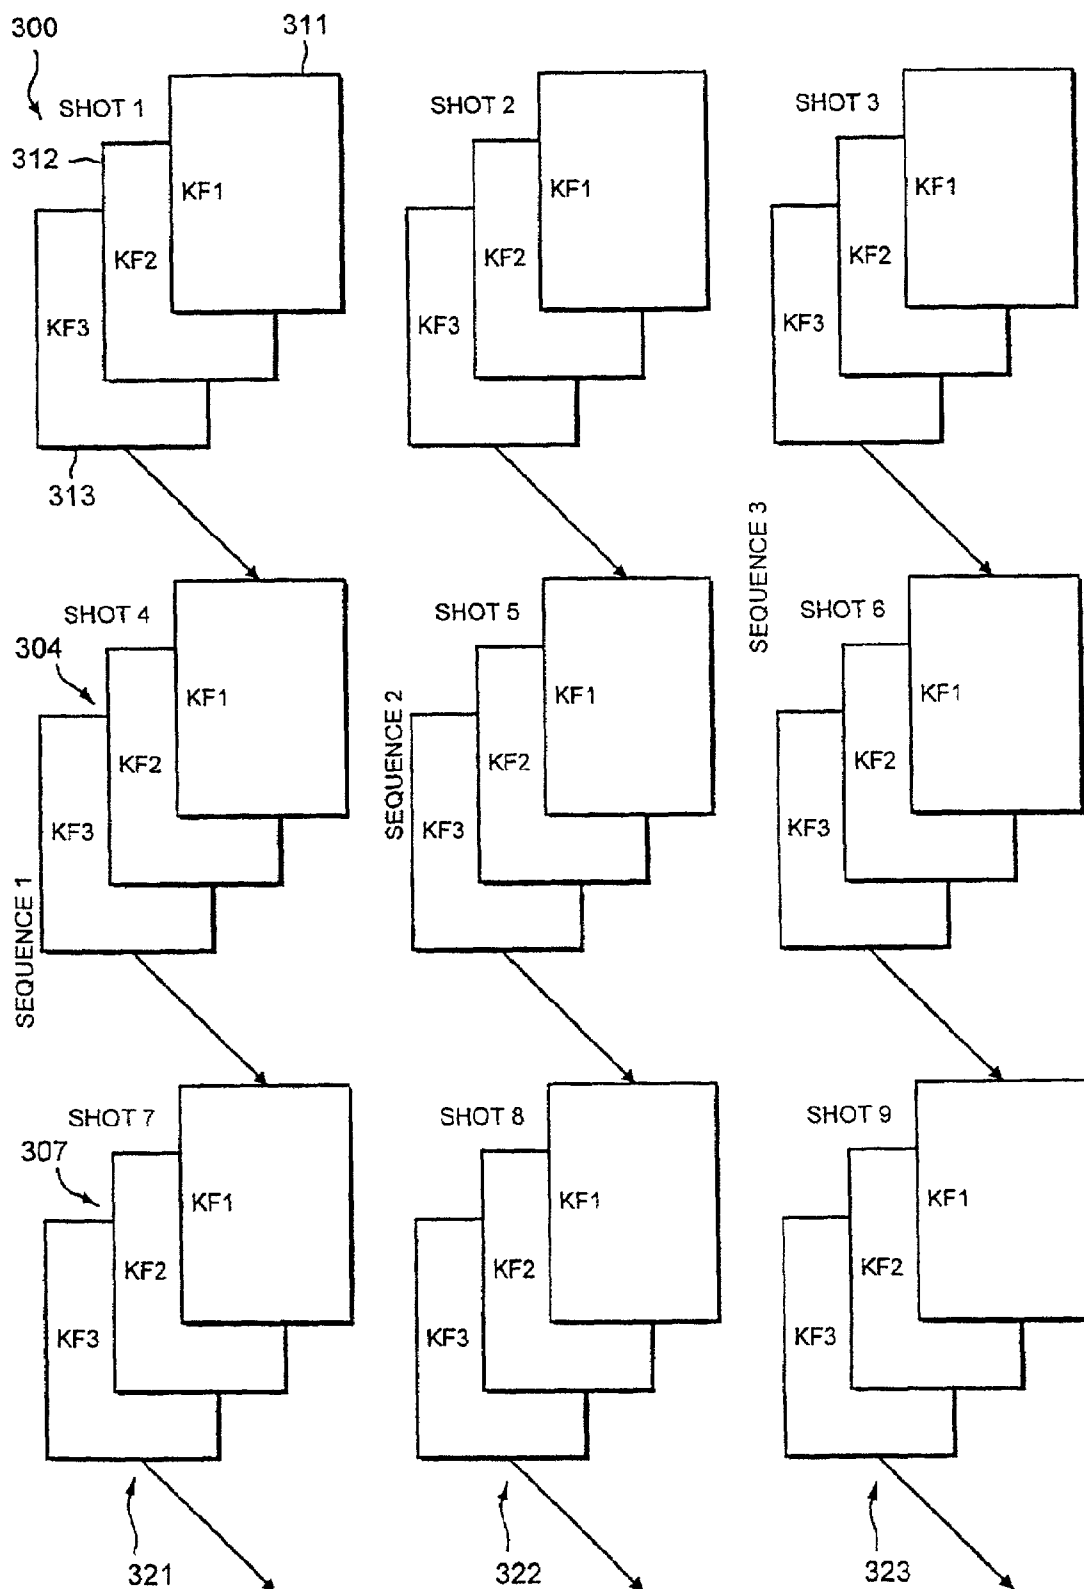 300
311
SHOT 1
SHOT 2
SHOT 3
312
KF1
KF1
KF1
KF2
KF2
KF2
KF3
KF3
KF3
313
SEQUENCE 3
SHOT 4
SHOT 5
SHOT 6
304
KF1
KF1
KF1
SEQUENCE 2
KF2
KF2
KF2
KF3
KF3
KF3
SEQUENCE 1
SHOT 7
SHOT 8
SHOT 9
307
KF1
KF1
KF1
KF2
KF2
KF2
KF3
KF3
KF3
321
322
323